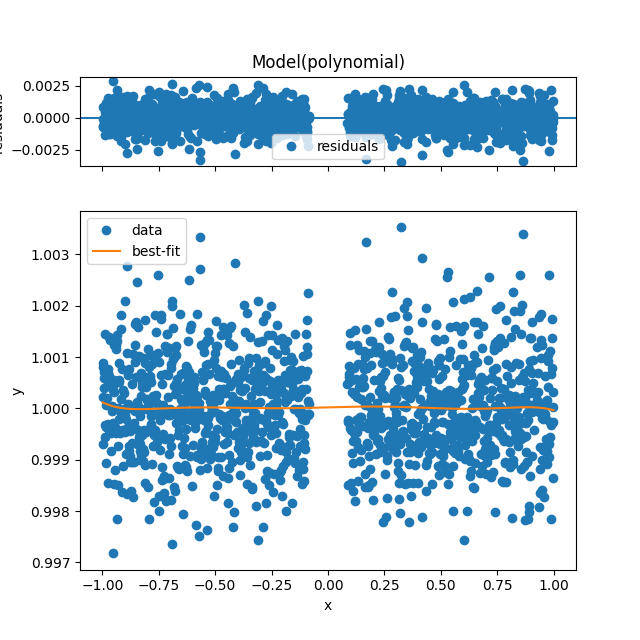 Model(polynomial)
0.0025
0.0000
−0.0025
residuals
residuals
data
best-fit
1.003
1.002
1.001
1.000
0.999
0.998
0.997
y
−1.00 −0.75 −0.50 −0.25 0.00 0.25 0.50 0.75 1.00
x